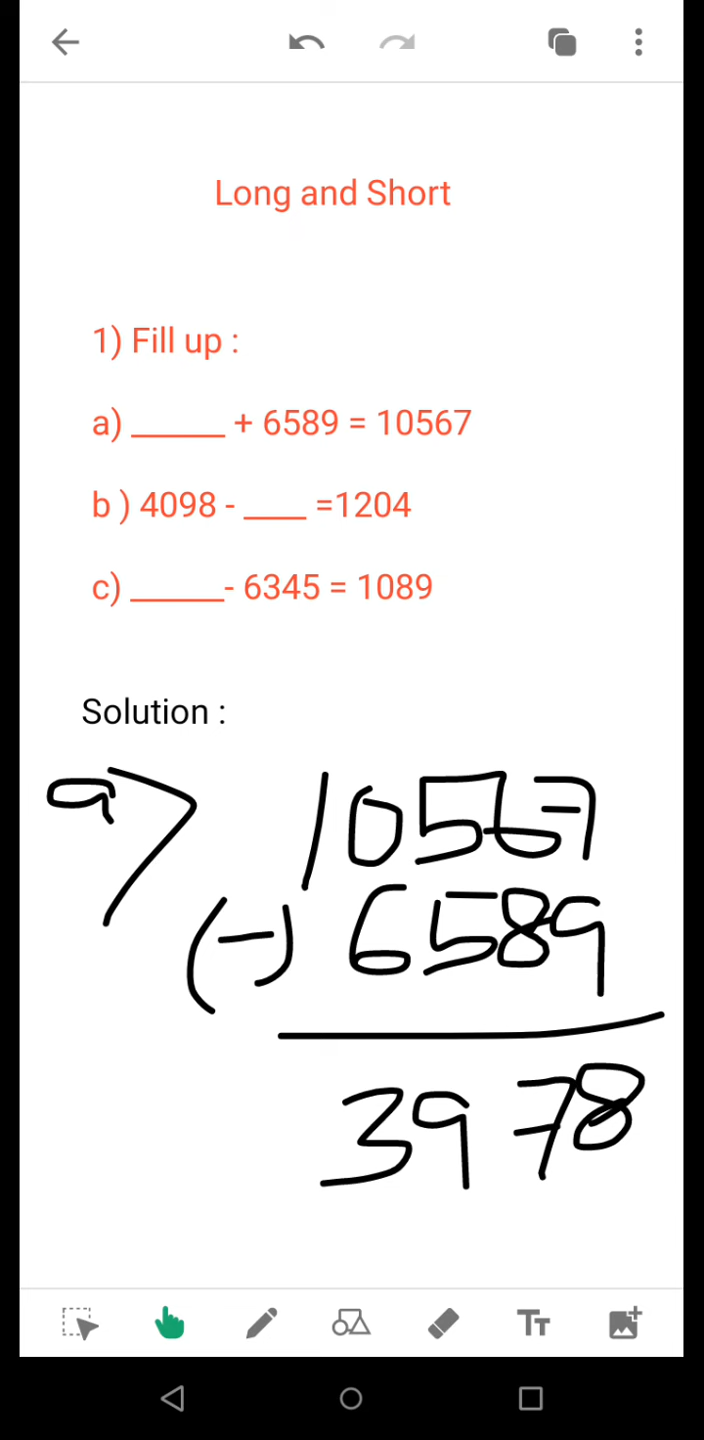 Long and Short
1) Fill up :
a) ______ + 6589 = 10567
b ) 4098 - ____ =1204
c) ______- 6345 = 1089
Solution :
a) 10567
(-) 6589
3978
TT